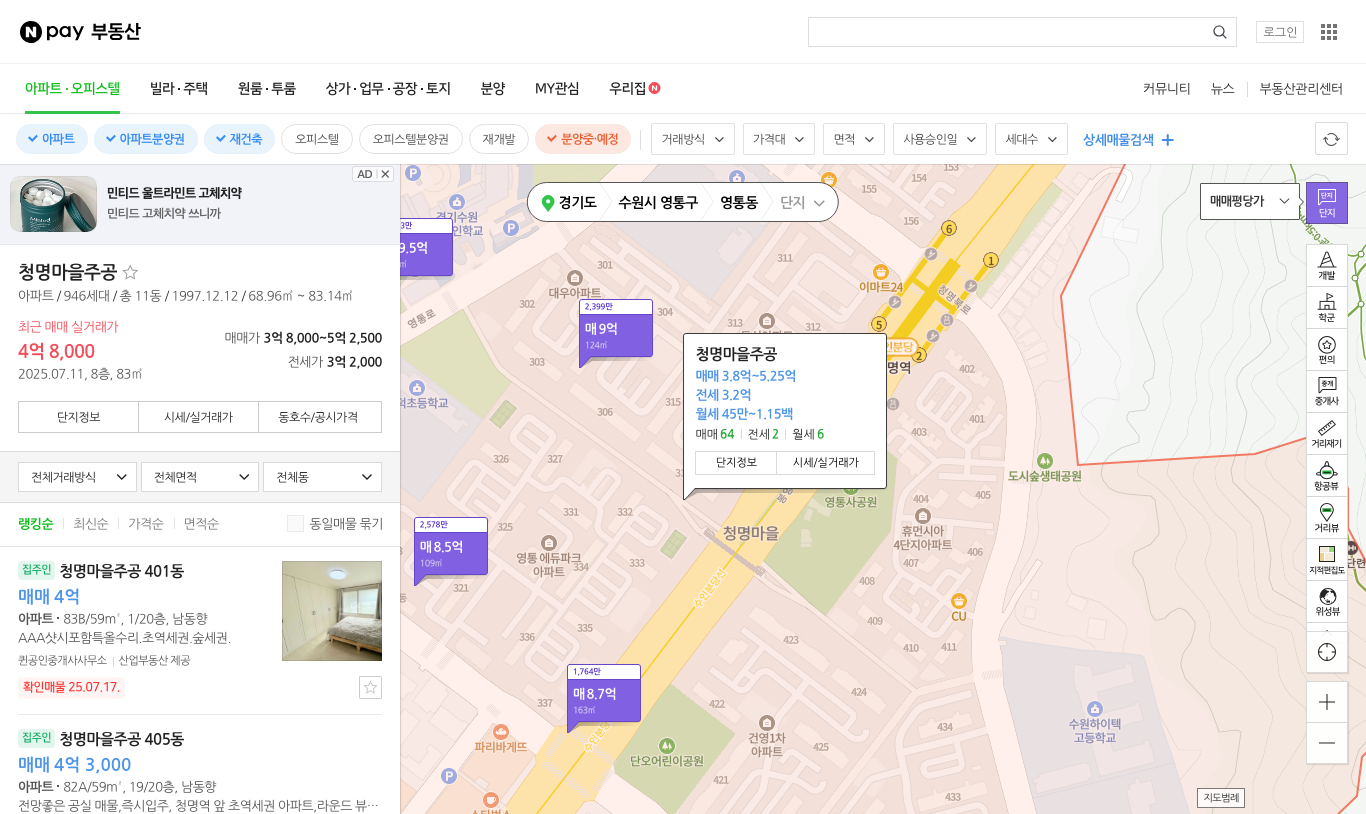 N pay 부동산
로그인
아파트·오피스텔
빌라·주택
원룸·투룸
상가·업무·공장·토지
분양
MY관심
우리집 N
커뮤니티
뉴스
부동산관리센터
아파트
아파트분양권
재건축
오피스텔
오피스텔분양권
재개발
분양중·예정
거래방식
가격대
면적
사용승인일
세대수
상세매물검색
AD
민티드 울트라민트 고체치약
민티드 고체치약 쓰니까
청명마을주공
아파트 / 946세대 / 총 11동 / 1997.12.12 / 68.96㎡ ~ 83.14㎡
최근 매매 실거래가
4억 8,000
2025.07.11, 8층, 83㎡
매매가 3억 8,000~5억 2,500
전세가 3억 2,000
단지정보
시세/실거래가
동호수/공시가격
전체거래방식
전체면적
전체동
랭킹순
최신순
가격순
면적순
동일매물 묶기
집주인 청명마을주공 401동
매매 4억
아파트 · 83B/59m², 1/20층, 남동향
AAA샷시포함특올수리.초역세권.숲세권.
퀸공인중개사사무소 | 산업부동산 제공
확인매물 25.07.17.
집주인 청명마을주공 405동
매매 4억 3,000
아파트 · 82A/59m², 19/20층, 남동향
전망좋은 공실 매물,즉시입주, 청명역 앞 초역세권 아파트,라운드 뷰…
경기도
수원시 영통구
영통동
단지
매매평당가
단지
단지
개발
학군
편의
중개
중개사
거리재기
항공뷰
거리뷰
지적편집도
위성뷰
지도범례
3만
9.5억
경기수원
인학교
P
P
156
155
154
153
6
1
이마트24
청명북로
5
2
301
302
대우아파트
304
303
2,399만
매 9억
124㎡
영통로
313
311
312
306
315
청명마을주공
매매 3.8억~5.25억
전세 3.2억
월세 45만~1.15백
매매 64
전세 2
월세 6
단지정보
시세/실거래가
인분당
명역
402
401
403
404
405
406
407
초등학교
326
327
325
331
332
334
333
321
336
335
337
도시숲생태공원
영통사공원
휴먼시아
4단지아파트
청명마을
2,578만
매 8.5억
109㎡
영통 에듀파크
아파트
수인분당선
CU
423
422
424
425
421
434
432
433
1,764만
매 8.7억
163㎡
수인분
파리바게뜨
단오어린이공원
건영1차
아파트
수원하이텍
고등학교
P